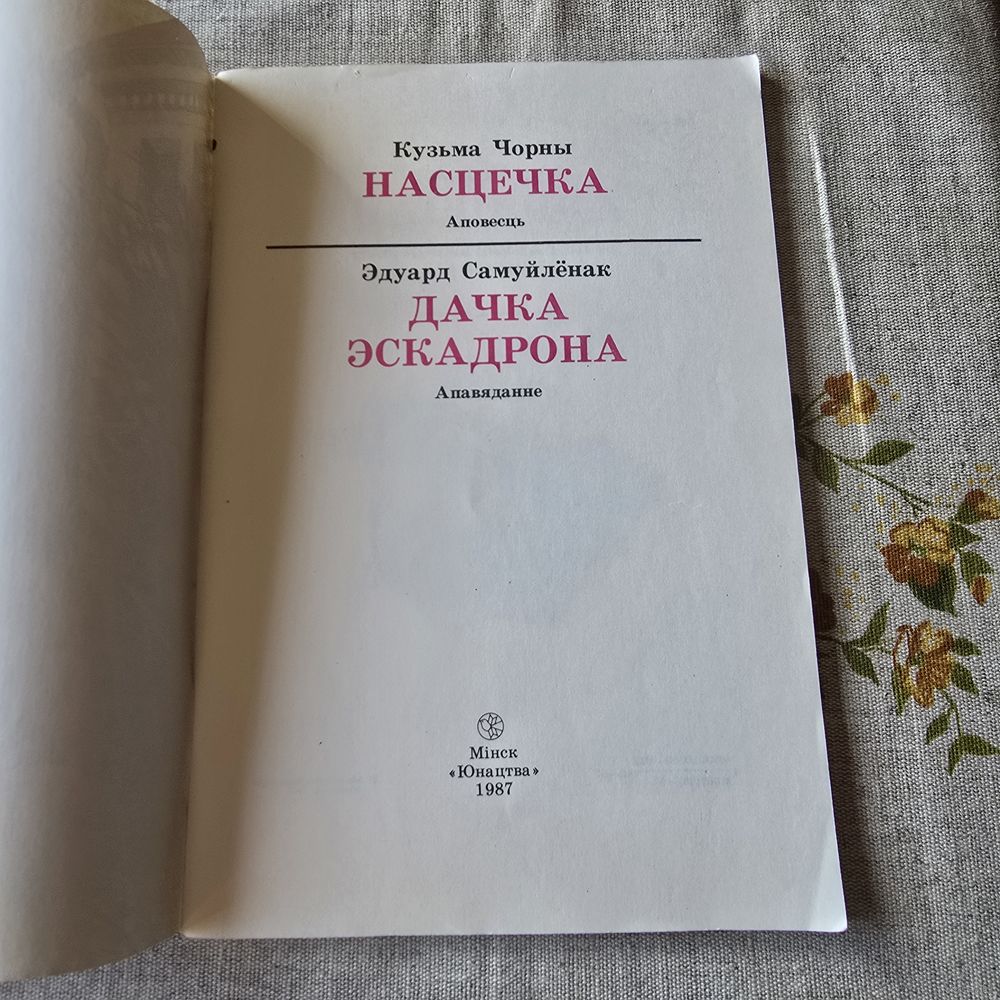 Кузьма Чорны
НАСЦЕЧКА
Аповесць
Эдуард Самуйлёнак
ДАЧКА
ЭСКАДРОНА
Апавяданне
Мінск
«Юнацтва»
1987